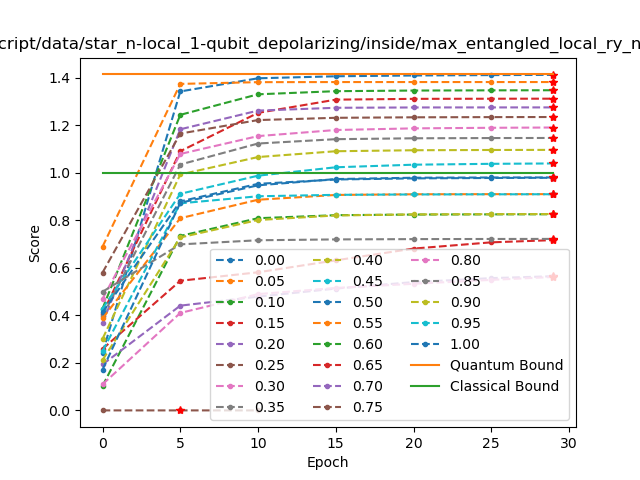 cript/data/star_n-local_1-qubit_depolarizing/inside/max_entangled_local_ry_n
1.4
1.2
1.0
0.8
0.6
0.4
0.2
0.0
Score
0.00 0.40 0.80
0.05 0.45 0.85
0.10 0.50 0.90
0.15 0.55 0.95
0.20 0.60 1.00
0.25 0.65 Quantum Bound
0.30 0.70 Classical Bound
0.35 0.75
0 5 10 15 20 25 30
Epoch